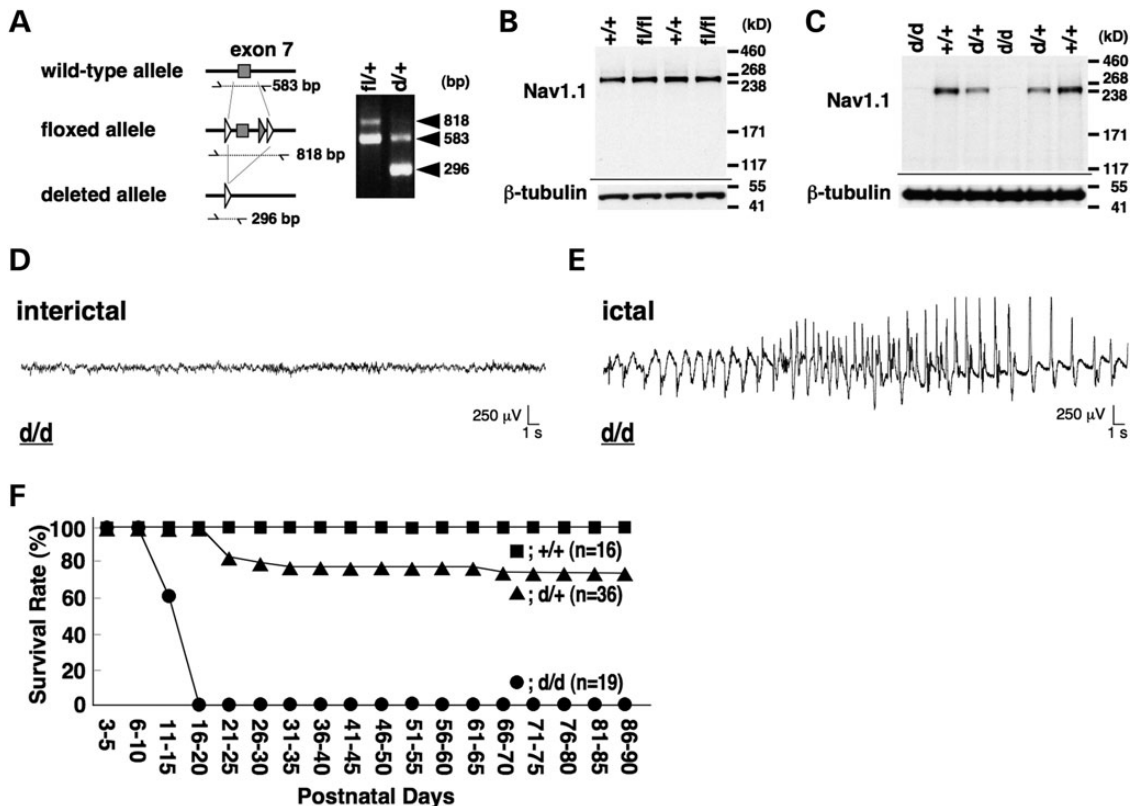 A
exon 7
wild-type allele
583 bp
floxed allele
818 bp
deleted allele
296 bp
fl/+
d/+
(bp)
818
583
296
B
+/+
fl/fl
+/+
fl/fl
(kD)
Nav1.1
460
268
238
171
117
β-tubulin
55
41
C
d/d
+/+
d/+
d/d
d/+
+/+
(kD)
Nav1.1
460
268
238
171
117
β-tubulin
55
41
D
interictal
250 μV
1 s
d/d
E
ictal
250 μV
1 s
d/d
F
Survival Rate (%)
100
80
60
40
20
0
; +/+ (n=16)
; d/+ (n=36)
; d/d (n=19)
3-5
6-10
11-15
16-20
21-25
26-30
31-35
36-40
41-45
46-50
51-55
56-60
61-65
66-70
71-75
76-80
81-85
86-90
Postnatal Days